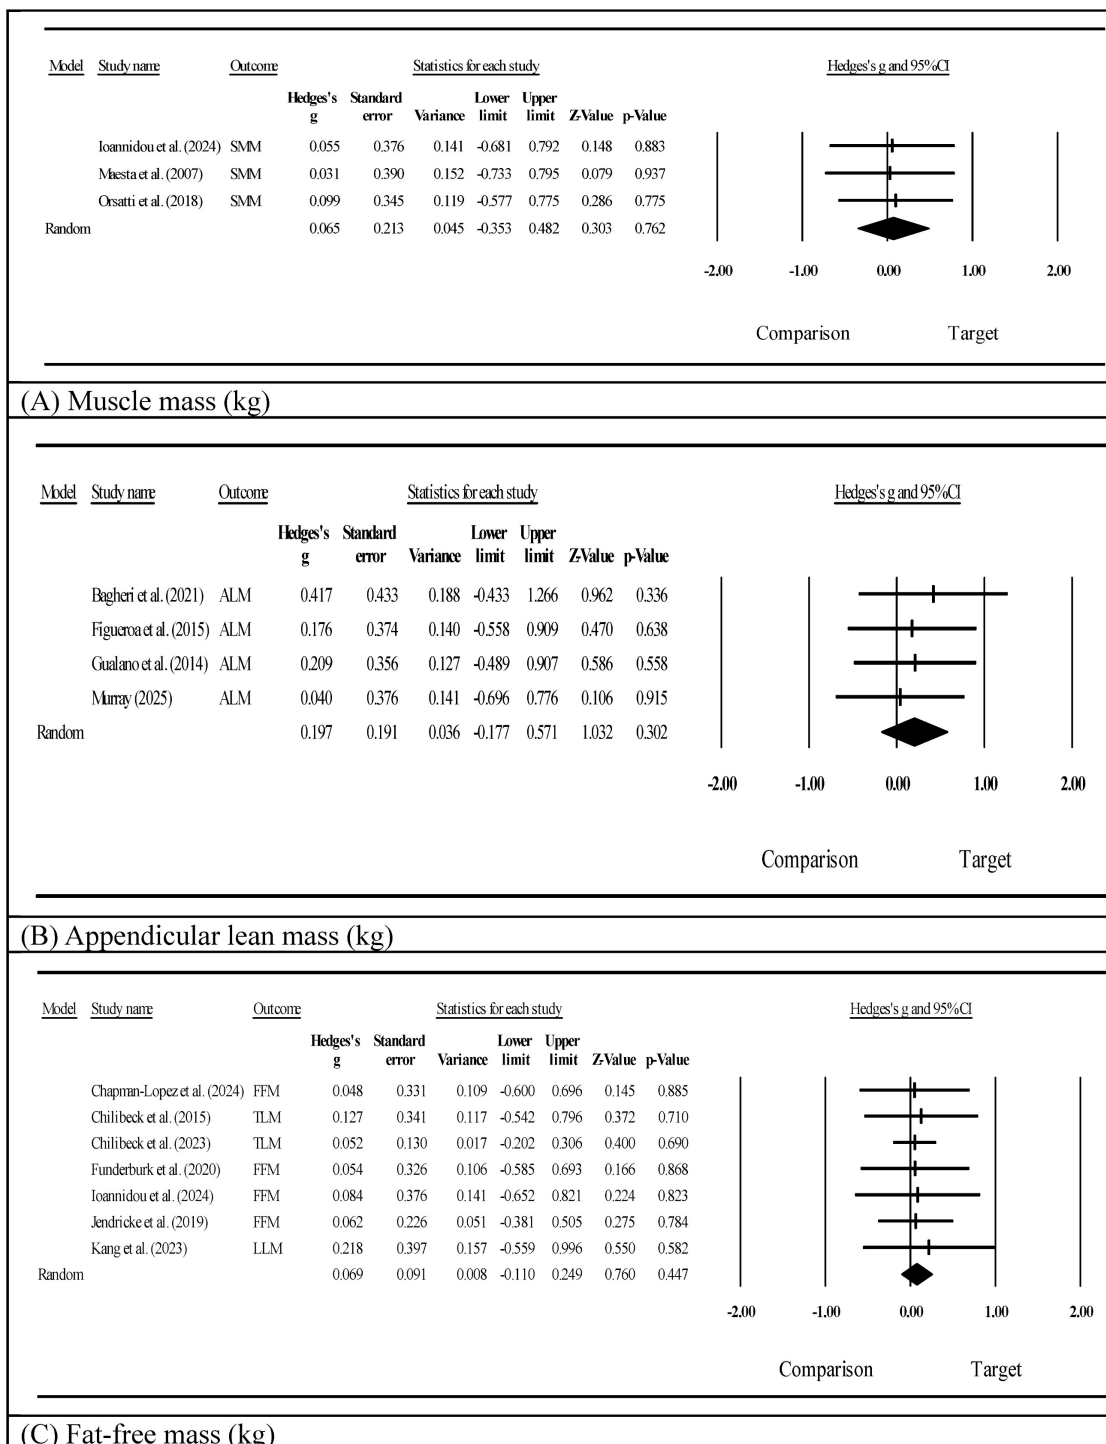 Model Study name Outcome Statistics for each study Hedges's g and 95%CI
Hedges's g Standard error Variance Lower limit Upper limit Z-Value p-Value
Ioannidou et al. (2024) SMM 0.055 0.376 0.141 -0.681 0.792 0.148 0.883
Maesta et al. (2007) SMM 0.031 0.390 0.152 -0.733 0.795 0.079 0.937
Orsatti et al. (2018) SMM 0.099 0.345 0.119 -0.577 0.775 0.286 0.775
Random 0.065 0.213 0.045 -0.353 0.482 0.303 0.762
-2.00 -1.00 0.00 1.00 2.00
Comparison Target
(A) Muscle mass (kg)
Model Study name Outcome Statistics for each study Hedges's g and 95%CI
Hedges's g Standard error Variance Lower limit Upper limit Z-Value p-Value
Bagheri et al. (2021) ALM 0.417 0.433 0.188 -0.433 1.266 0.962 0.336
Figueroa et al. (2015) ALM 0.176 0.374 0.140 -0.558 0.909 0.470 0.638
Gualano et al. (2014) ALM 0.209 0.356 0.127 -0.489 0.907 0.586 0.558
Murray (2025) ALM 0.040 0.376 0.141 -0.696 0.776 0.106 0.915
Random 0.197 0.191 0.036 -0.177 0.571 1.032 0.302
-2.00 -1.00 0.00 1.00 2.00
Comparison Target
(B) Appendicular lean mass (kg)
Model Study name Outcome Statistics for each study Hedges's g and 95%CI
Hedges's g Standard error Variance Lower limit Upper limit Z-Value p-Value
Chapman-Lopez et al. (2024) FFM 0.048 0.331 0.109 -0.600 0.696 0.145 0.885
Chilibeck et al. (2015) TLM 0.127 0.341 0.117 -0.542 0.796 0.372 0.710
Chilibeck et al. (2023) TLM 0.052 0.130 0.017 -0.202 0.306 0.400 0.690
Funderburk et al. (2020) FFM 0.054 0.326 0.106 -0.585 0.693 0.166 0.868
Ioannidou et al. (2024) FFM 0.084 0.376 0.141 -0.652 0.821 0.224 0.823
Jendricke et al. (2019) FFM 0.062 0.226 0.051 -0.381 0.505 0.275 0.784
Kang et al. (2023) LLM 0.218 0.397 0.157 -0.559 0.996 0.550 0.582
Random 0.069 0.091 0.008 -0.110 0.249 0.760 0.447
-2.00 -1.00 0.00 1.00 2.00
Comparison Target
(C) Fat-free mass (kg)